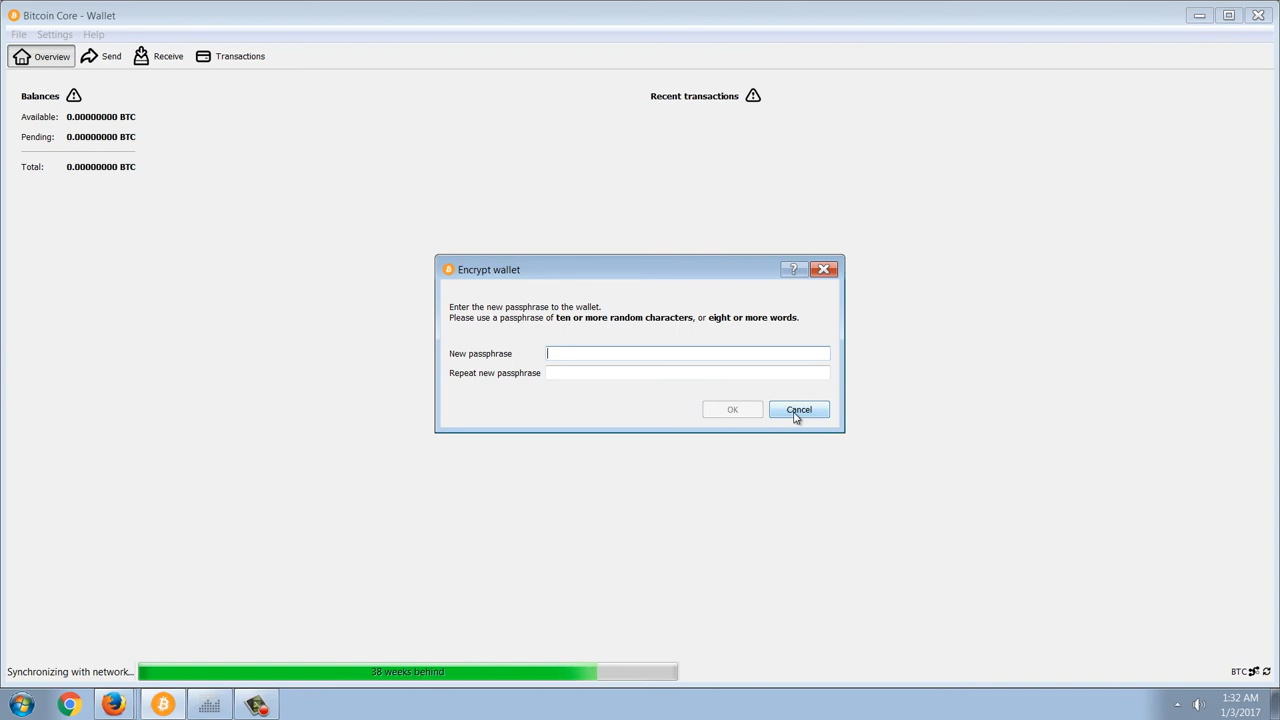 Bitcoin Core - Wallet
File Settings Help
Overview Send Receive Transactions
Balances
Recent transactions
Available: 0.00000000 BTC
Pending: 0.00000000 BTC
Total: 0.00000000 BTC
Encrypt wallet
?
Enter the new passphrase to the wallet.
Please use a passphrase of ten or more random characters, or eight or more words.
New passphrase
Repeat new passphrase
OK Cancel
Synchronizing with network... 38 weeks behind BTC
1:32 AM
1/3/2017